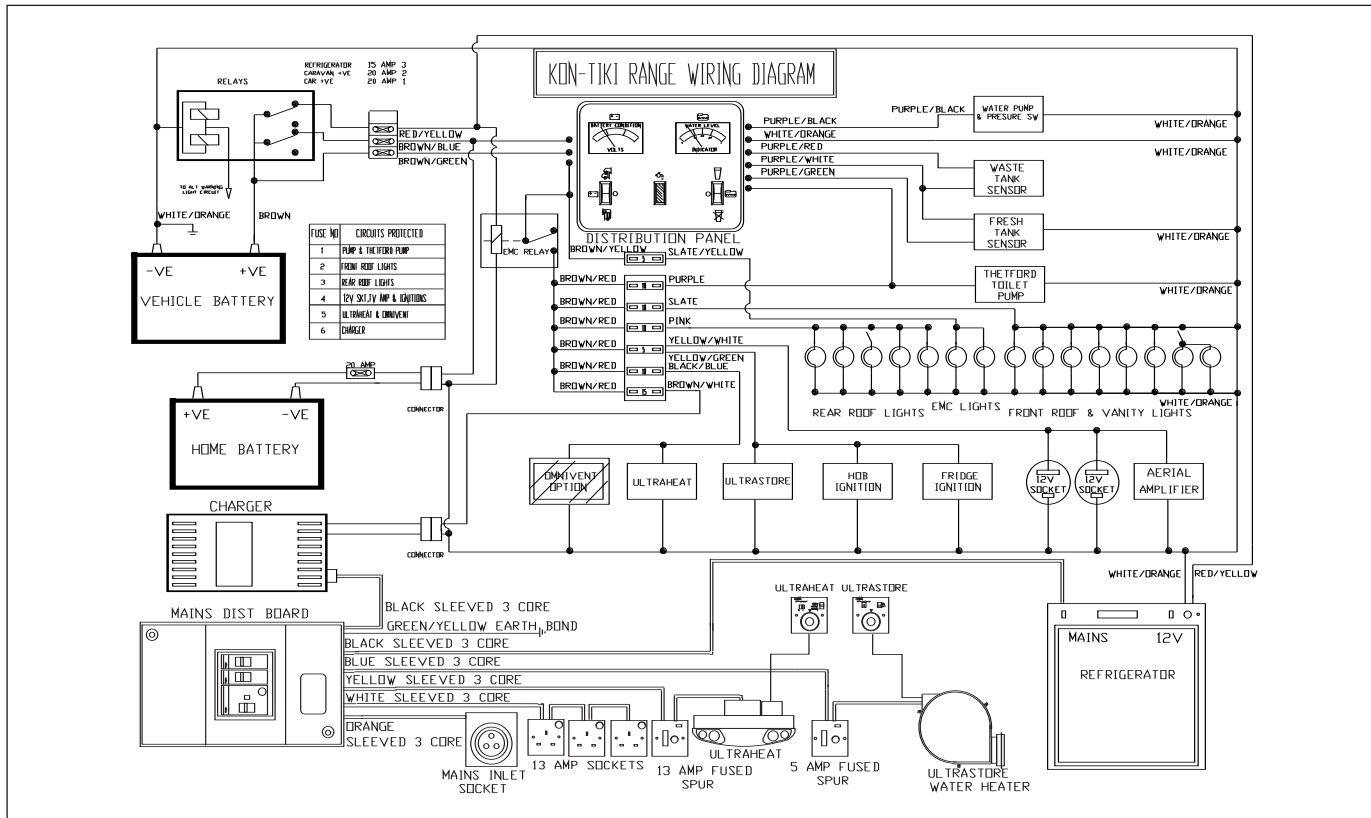 KON-TIKI RANGE WIRING DIAGRAM
REFRIGERATOR 15 AMP 3
CARAVAN +VE 20 AMP 2
CAR +VE 20 AMP 1
RELAYS
RED/YELLOW
BROWN/BLUE
BROWN/GREEN
TO ALT WARNING
LIGHT CIRCUIT
WHITE/ORANGE
BROWN
-VE +VE
VEHICLE BATTERY
FUSE NO CIRCUITS PROTECTED
1 PUMP & THETFORD PUMP
2 FRONT ROOF LIGHTS
3 REAR ROOF LIGHTS
4 12V SKT,TV AMP & IGNITIONS
5 ULTRAHEAT & OMNIVENT
6 CHARGER
BATTERY CONDITION
VOLTS
WATER LEVEL
INDICATOR
DISTRIBUTION PANEL
EMC RELAY
PURPLE/BLACK
WHITE/ORANGE
PURPLE/RED
PURPLE/WHITE
PURPLE/GREEN
PURPLE/BLACK
WATER PUMP
& PRESURE SW
WHITE/ORANGE
WHITE/ORANGE
WASTE
TANK
SENSOR
FRESH
TANK
SENSOR
WHITE/ORANGE
THETFORD
TOILET
PUMP
WHITE/ORANGE
BROWN/YELLOW
SLATE/YELLOW
5
BROWN/RED
PURPLE
BROWN/RED
SLATE
BROWN/RED
PINK
BROWN/RED
YELLOW/WHITE
5
YELLOW/GREEN
BROWN/RED
BLACK/BLUE
BROWN/RED
BROWN/WHITE
15
REAR ROOF LIGHTS
EMC LIGHTS
FRONT ROOF & VANITY LIGHTS
WHITE/ORANGE
20 AMP
CONNECTOR
+VE -VE
HOME BATTERY
OMNIVENT
OPTION
ULTRAHEAT
ULTRASTORE
HOB
IGNITION
FRIDGE
IGNITION
12V
SOCKET
12V
SOCKET
AERIAL
AMPLIFIER
CHARGER
CONNECTOR
WHITE/ORANGE
RED/YELLOW
MAINS DIST BOARD
BLACK SLEEVED 3 CORE
GREEN/YELLOW EARTH BOND
BLACK SLEEVED 3 CORE
BLUE SLEEVED 3 CORE
YELLOW SLEEVED 3 CORE
WHITE SLEEVED 3 CORE
ORANGE
SLEEVED 3 CORE
MAINS INLET
SOCKET
13 AMP SOCKETS
13 AMP FUSED
SPUR
ULTRAHEAT
5 AMP FUSED
SPUR
ULTRAHEAT ULTRASTORE
ULTRASTORE
WATER HEATER
MAINS 12V
REFRIGERATOR